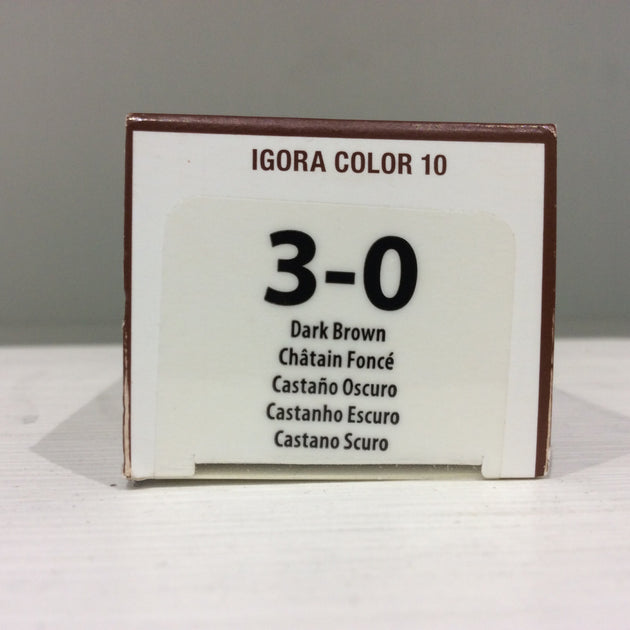 IGORA COLOR 10
3-0
Dark Brown
Châtain Foncé
Castaño Oscuro
Castanho Escuro
Castano Scuro